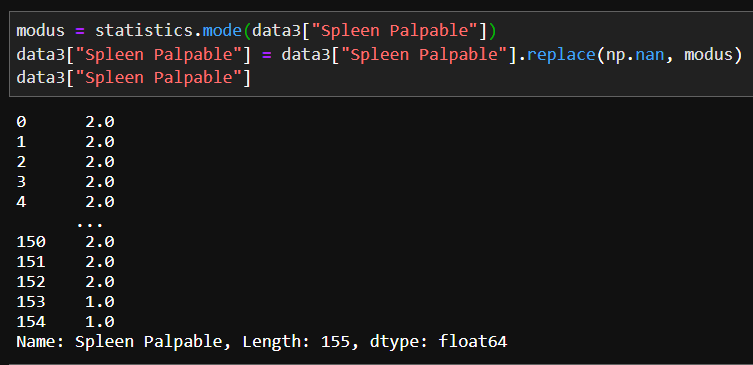 modus = statistics.mode(data3["Spleen Palpable"])
data3["Spleen Palpable"] = data3["Spleen Palpable"].replace(np.nan, modus)
data3["Spleen Palpable"]
0      2.0
1      2.0
2      2.0
3      2.0
4      2.0
...
150    2.0
151    2.0
152    2.0
153    1.0
154    1.0
Name: Spleen Palpable, Length: 155, dtype: float64